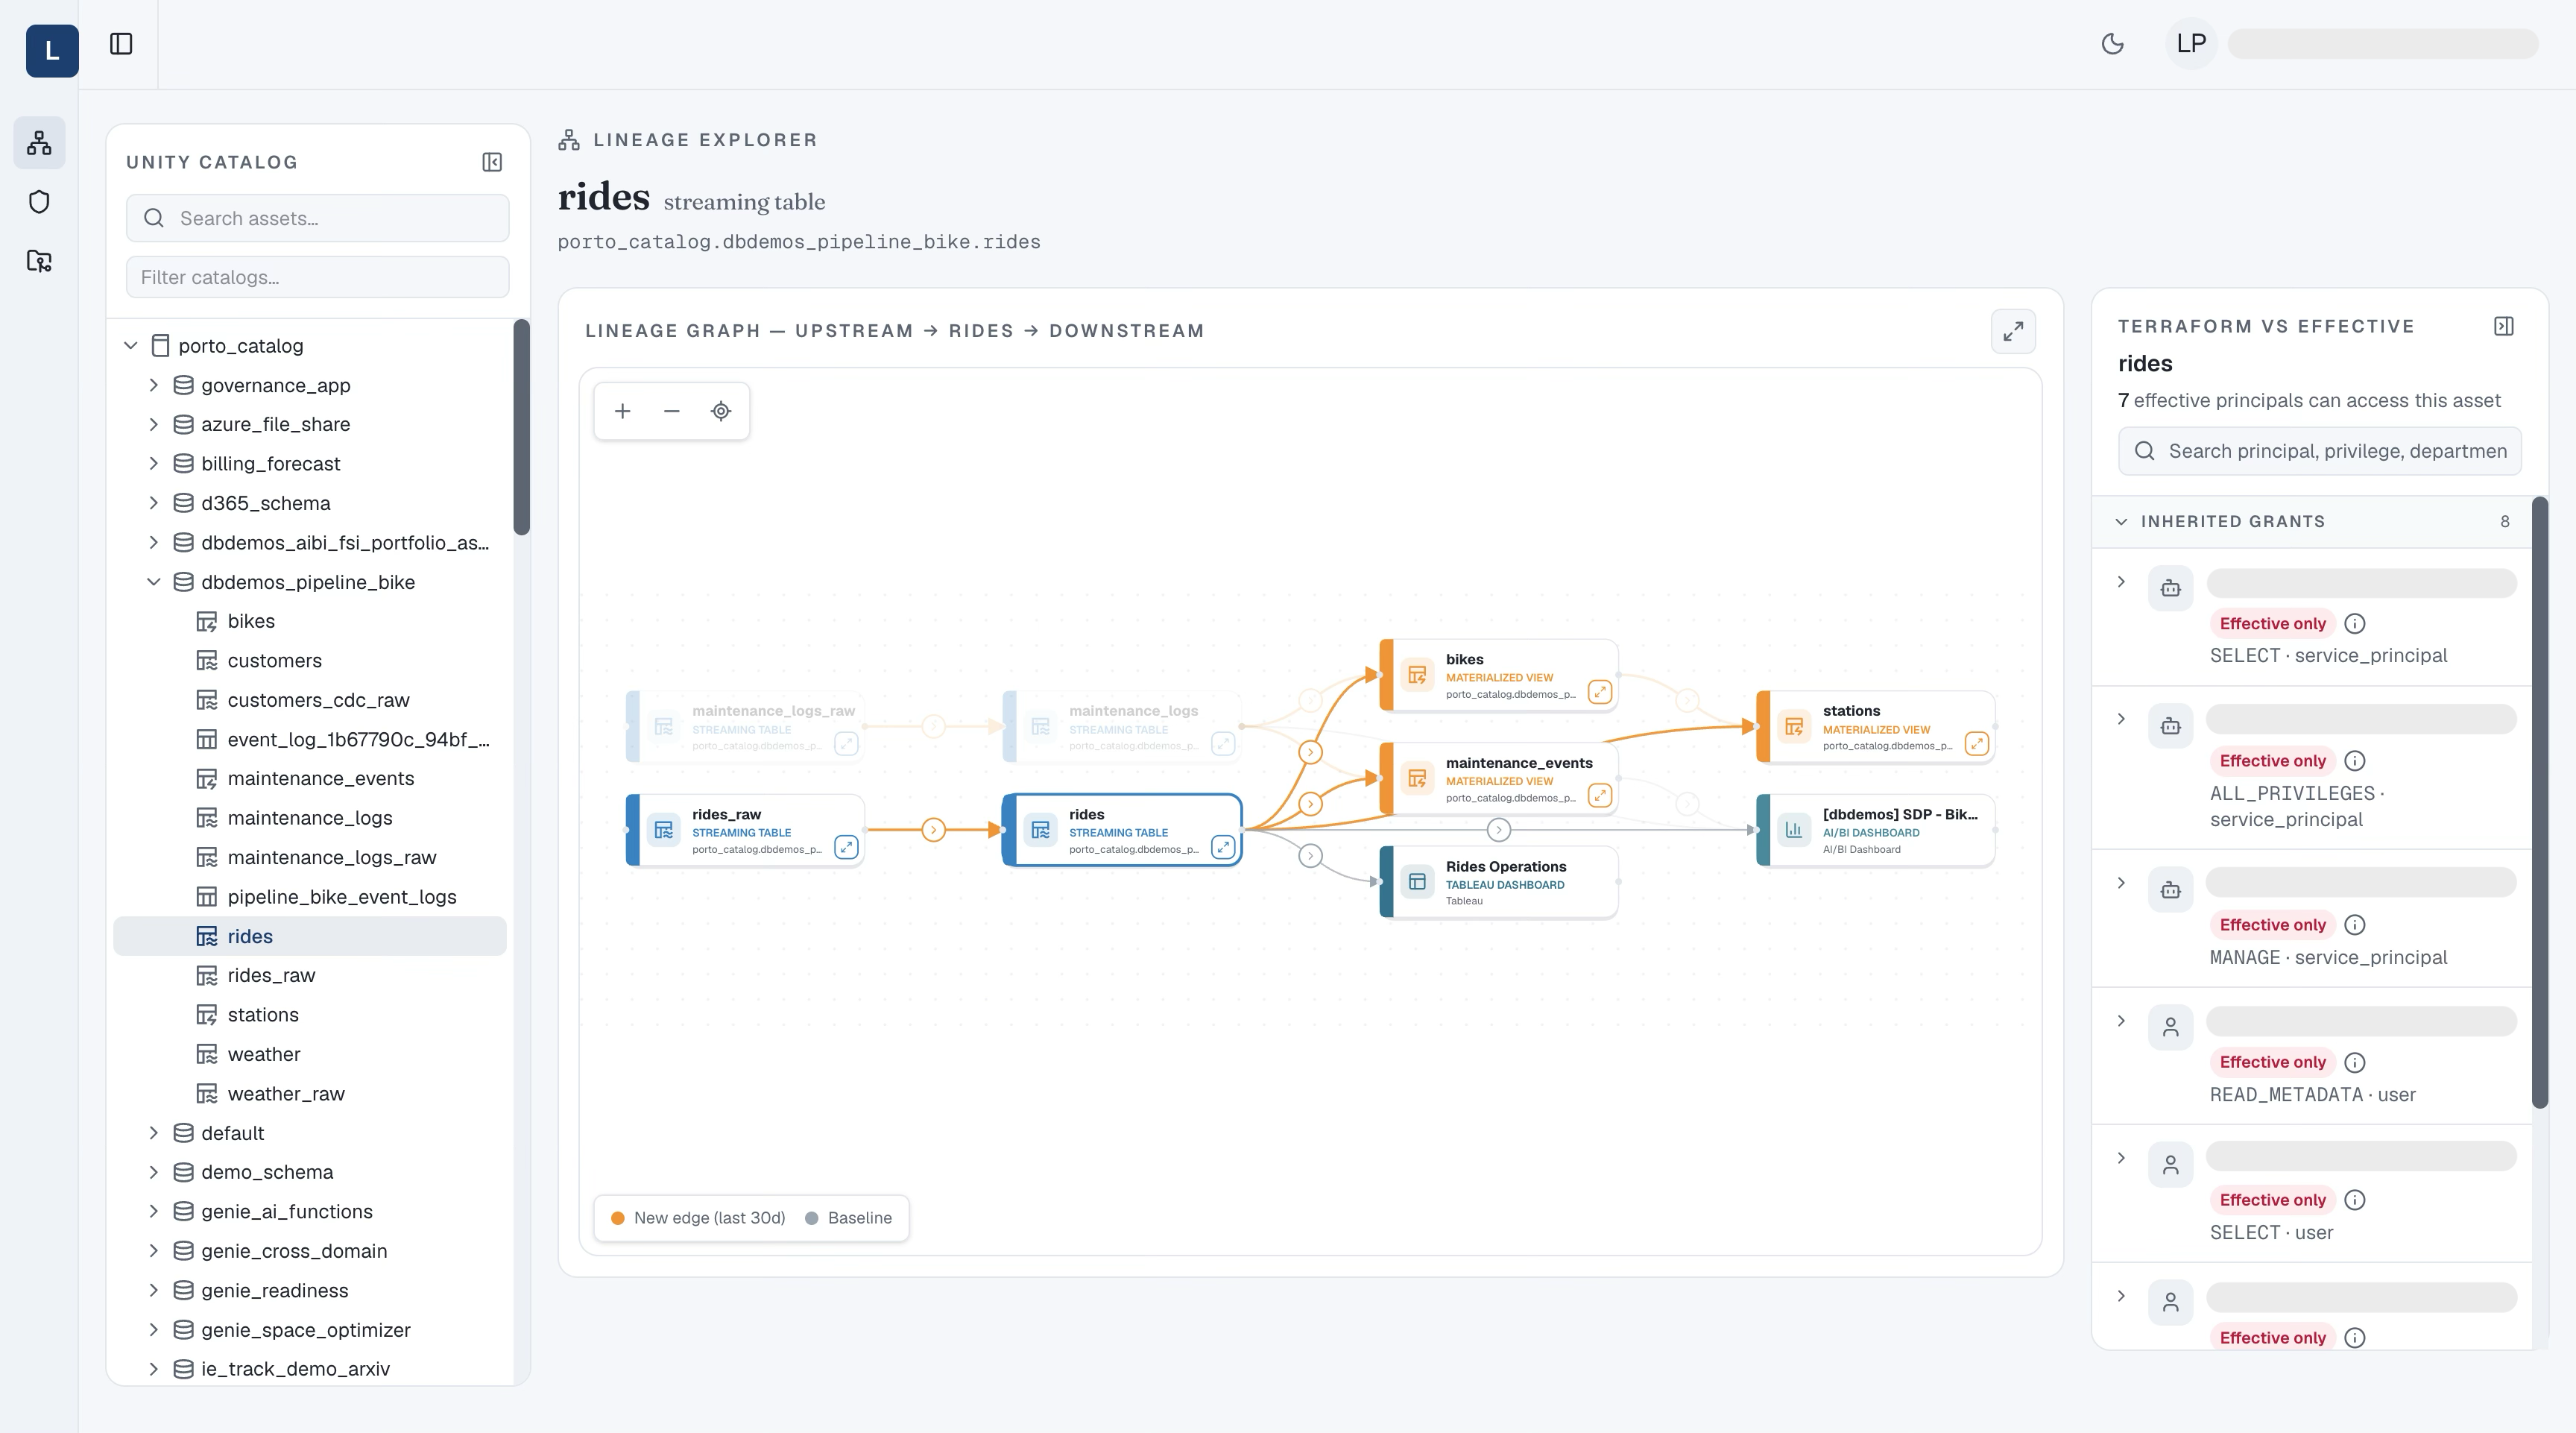 L
LP
UNITY CATALOG
Search assets...
Filter catalogs...
porto_catalog
governance_app
azure_file_share
billing_forecast
d365_schema
dbdemos_aibi_fsi_portfolio_as...
dbdemos_pipeline_bike
bikes
customers
customers_cdc_raw
event_log_1b67790c_94bf_...
maintenance_events
maintenance_logs
maintenance_logs_raw
pipeline_bike_event_logs
rides
rides_raw
stations
weather
weather_raw
default
demo_schema
genie_ai_functions
genie_cross_domain
genie_readiness
genie_space_optimizer
ie_track_demo_arxiv
LINEAGE EXPLORER
rides streaming table
porto_catalog.dbdemos_pipeline_bike.rides
LINEAGE GRAPH — UPSTREAM → RIDES → DOWNSTREAM
maintenance_logs_raw
STREAMING TABLE
porto_catalog.dbdemos_p...
rides_raw
STREAMING TABLE
porto_catalog.dbdemos_p...
maintenance_logs
STREAMING TABLE
porto_catalog.dbdemos_p...
rides
STREAMING TABLE
porto_catalog.dbdemos_p...
bikes
MATERIALIZED VIEW
porto_catalog.dbdemos_p...
maintenance_events
MATERIALIZED VIEW
porto_catalog.dbdemos_p...
Rides Operations
TABLEAU DASHBOARD
Tableau
stations
MATERIALIZED VIEW
porto_catalog.dbdemos_p...
[dbdemos] SDP - Bik...
AI/BI DASHBOARD
AI/BI Dashboard
New edge (last 30d)
Baseline
TERRAFORM VS EFFECTIVE
rides
7 effective principals can access this asset
Search principal, privilege, departmen
INHERITED GRANTS 8
Effective only
SELECT · service_principal
Effective only
ALL_PRIVILEGES ·
service_principal
Effective only
MANAGE · service_principal
Effective only
READ_METADATA · user
Effective only
SELECT · user
Effective only